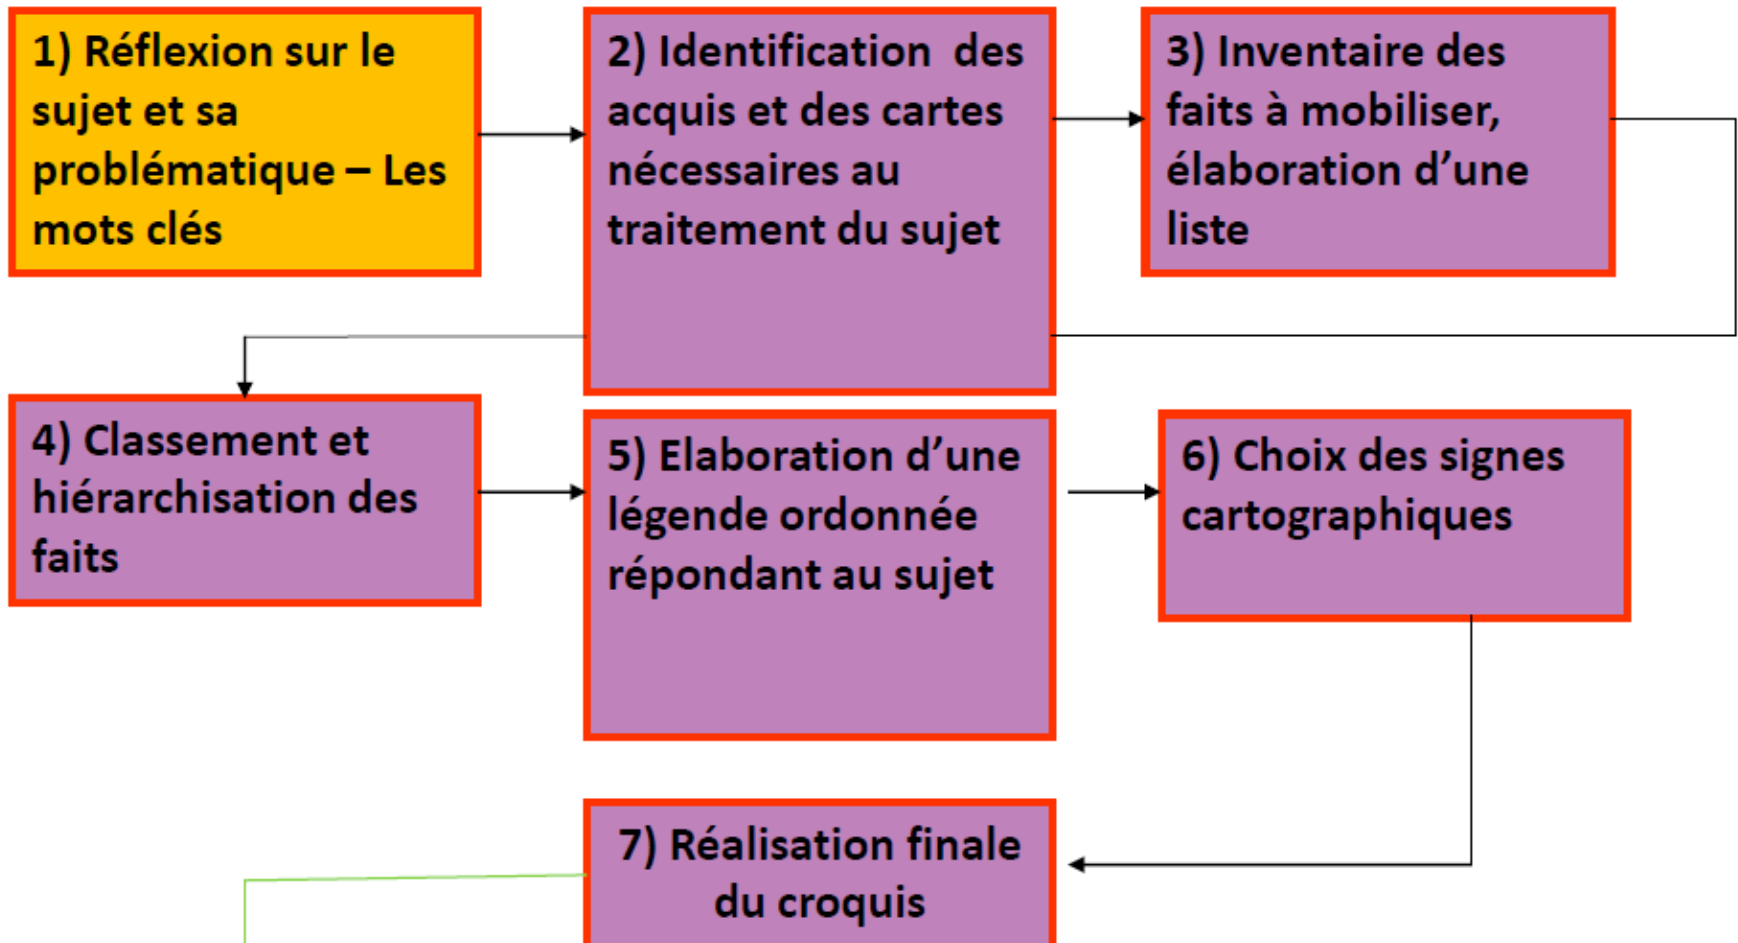 1) Réflexion sur le
sujet et sa
problématique – Les
mots clés
2) Identification des
acquis et des cartes
nécessaires au
traitement du sujet
3) Inventaire des
faits à mobiliser,
élaboration d’une
liste
4) Classement et
hiérarchisation des
faits
5) Elaboration d’une
légende ordonnée
répondant au sujet
6) Choix des signes
cartographiques
7) Réalisation finale
du croquis